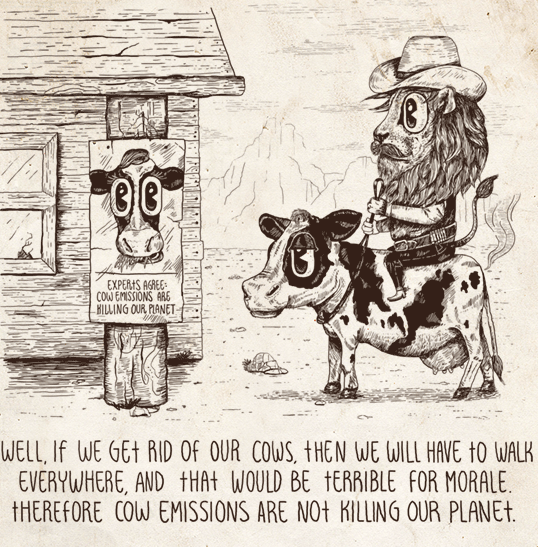 EXPERTS AGREE:
COW EMISSIONS ARE
KILLING OUR PLANET
WELL, IF WE GET RID OF OUR COWS, THEN WE WILL HAVE TO WALK
EVERYWHERE, AND THAT WOULD BE TERRIBLE FOR MORALE.
THEREFORE COW EMISSIONS ARE NOT KILLING OUR PLANET.